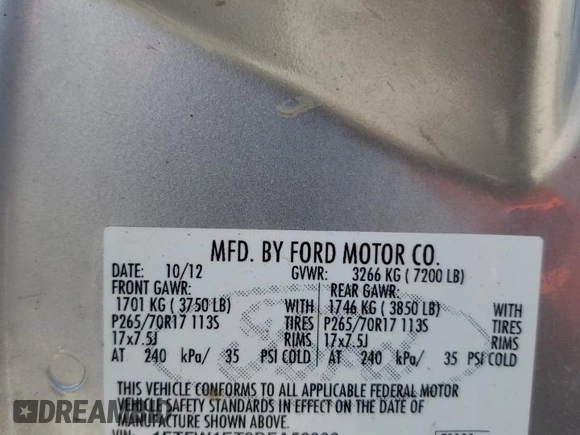 MFD. BY FORD MOTOR CO.
DATE: 10/12 GVWR: 3266 KG ( 7200 LB)
FRONT GAWR: REAR GAWR:
1701 KG ( 3750 LB) WITH 1746 KG ( 3850 LB) WITH
P265/70R17 113S TIRES P265/70R17 113S TIRES
17x7.5J RIMS 17x7.5J RIMS
AT 240 kPa/ 35 PSI COLD AT 240 kPa/ 35 PSI COLD
THIS VEHICLE CONFORMS TO ALL APPLICABLE FEDERAL MOTOR
VEHICLE SAFETY STANDARDS IN EFFECT ON THE DATE OF
MANUFACTURE SHOWN ABOVE.
VIN: